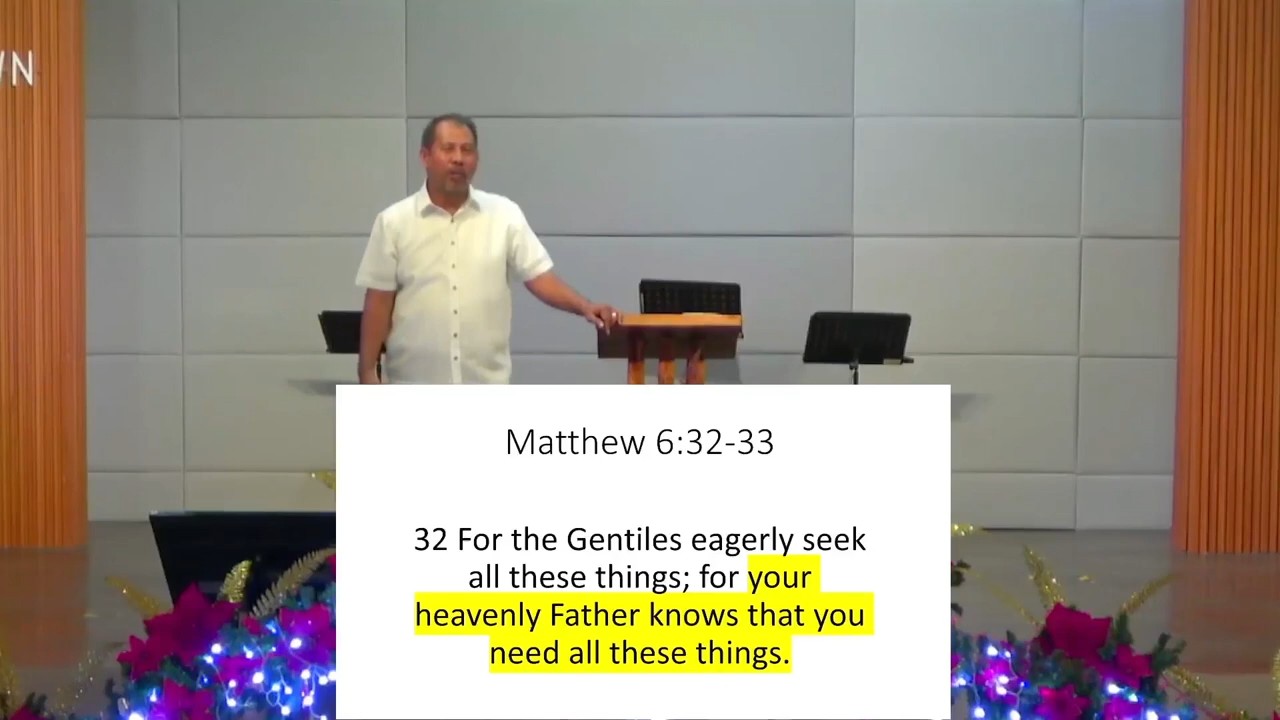 WN
Matthew 6:32-33
32 For the Gentiles eagerly seek
all these things; for your
heavenly Father knows that you
need all these things.